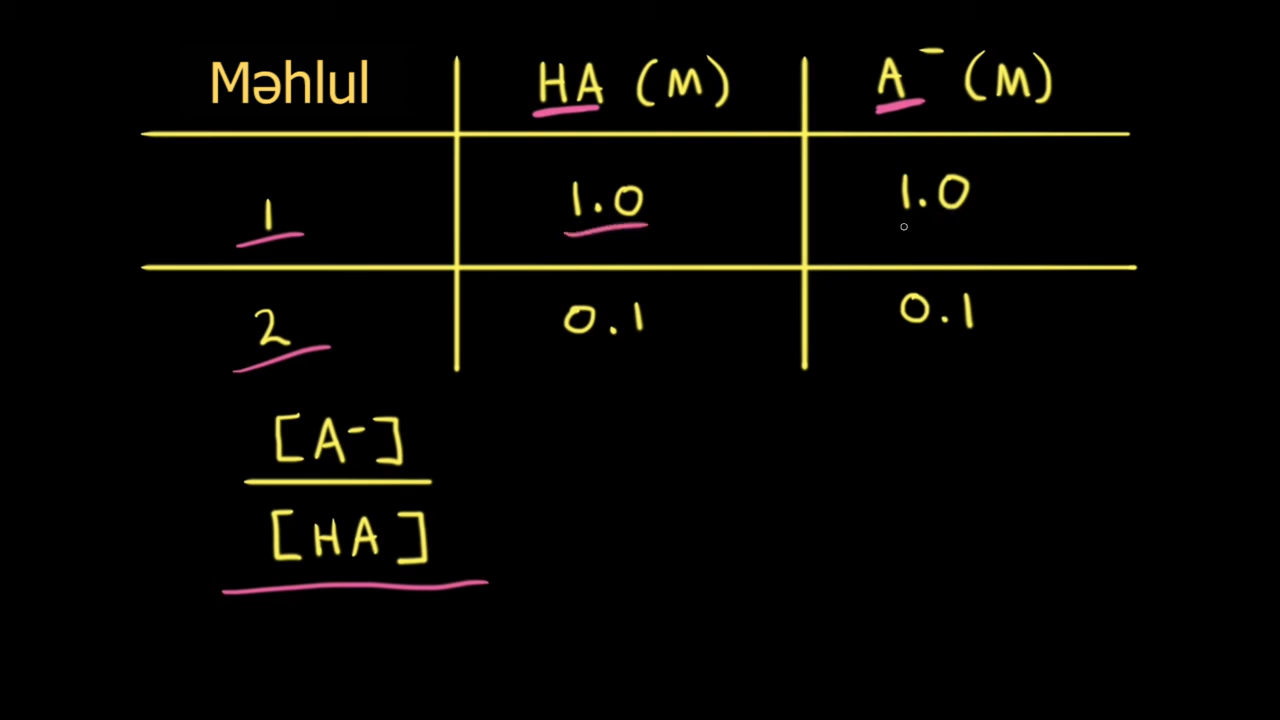 Məhlul HA (M) A⁻ (M)
1 1.0 1.0
2 0.1 0.1
[A⁻]
[HA]